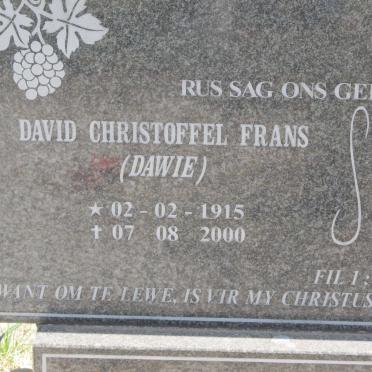 RUS SAG ONS
DAVID CHRISTOFFEL FRANS
(DAWIE)
★ 02 - 02 - 1915
✝ 07 08 2000
FIL 1:
WANT OM TE LEWE, IS VIR MY CHRISTUS